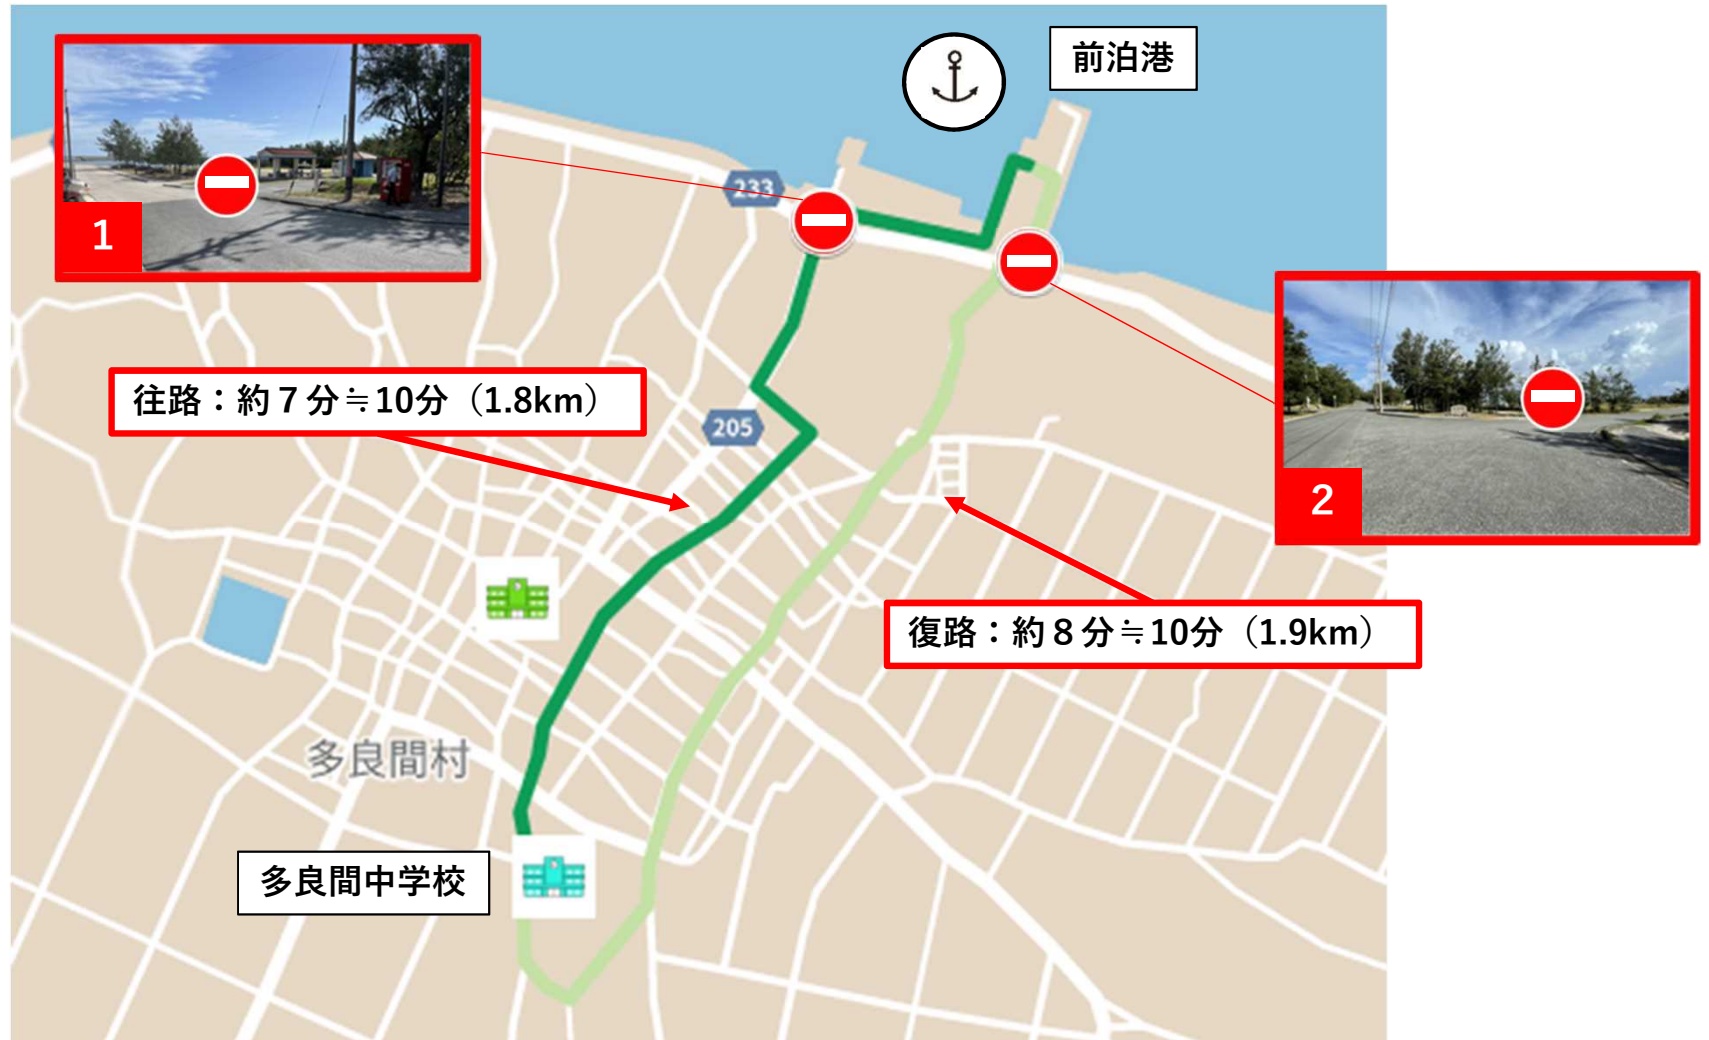 前泊港
1
233
往路：約７分≒10分（1.8km）
205
2
復路：約８分≒10分（1.9km）
多良間村
多良間中学校